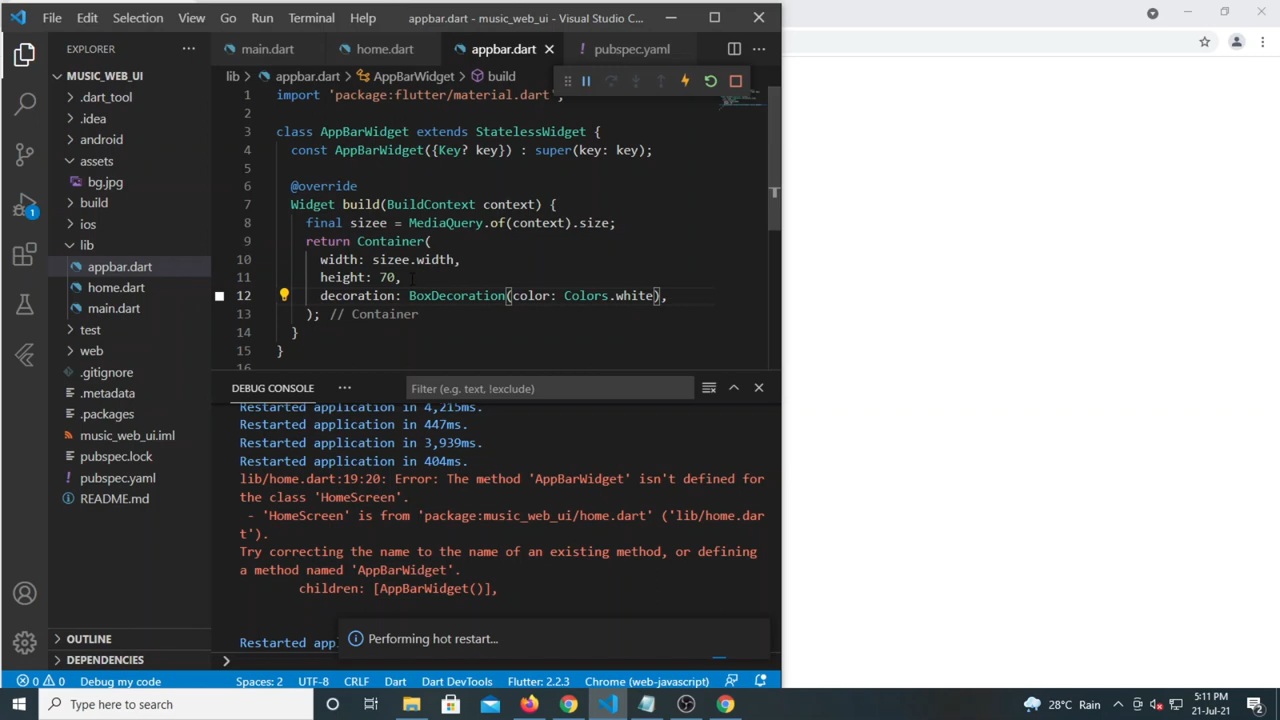 File Edit Selection View Go Run Terminal Help appbar.dart - music_web_ui - Visual Studio C...
EXPLORER
MUSIC_WEB_UI
.dart_tool
.idea
android
assets
bg.jpg
build
ios
lib
appbar.dart
home.dart
main.dart
test
web
.gitignore
.metadata
.packages
music_web_ui.iml
pubspec.lock
pubspec.yaml
README.md
OUTLINE
DEPENDENCIES
1
main.dart home.dart appbar.dart pubspec.yaml
lib > appbar.dart > AppBarWidget > build
1 import 'package:flutter/material.dart';
2
3 class AppBarWidget extends StatelessWidget {
4 const AppBarWidget({Key? key}) : super(key: key);
5
6 @override
7 Widget build(BuildContext context) {
8 final sizee = MediaQuery.of(context).size;
9 return Container(
10 width: sizee.width,
11 height: 70,
12 decoration: BoxDecoration(color: Colors.white),
13 ); // Container
14 }
15 }
16
DEBUG CONSOLE Filter (e.g. text, !exclude)
Restarted application in 4,215ms.
Restarted application in 447ms.
Restarted application in 3,939ms.
Restarted application in 404ms.
lib/home.dart:19:20: Error: The method 'AppBarWidget' isn't defined for
the class 'HomeScreen'.
- 'HomeScreen' is from 'package:music_web_ui/home.dart' ('lib/home.dar
t').
Try correcting the name to the name of an existing method, or defining
a method named 'AppBarWidget'.
children: [AppBarWidget()],
Restarted app
Performing hot restart...
0 0 Debug my code Spaces: 2 UTF-8 CRLF Dart Dart DevTools Flutter: 2.2.3 Chrome (web-javascript)
Type here to search
28°C Rain
5:11 PM
21-Jul-21
2